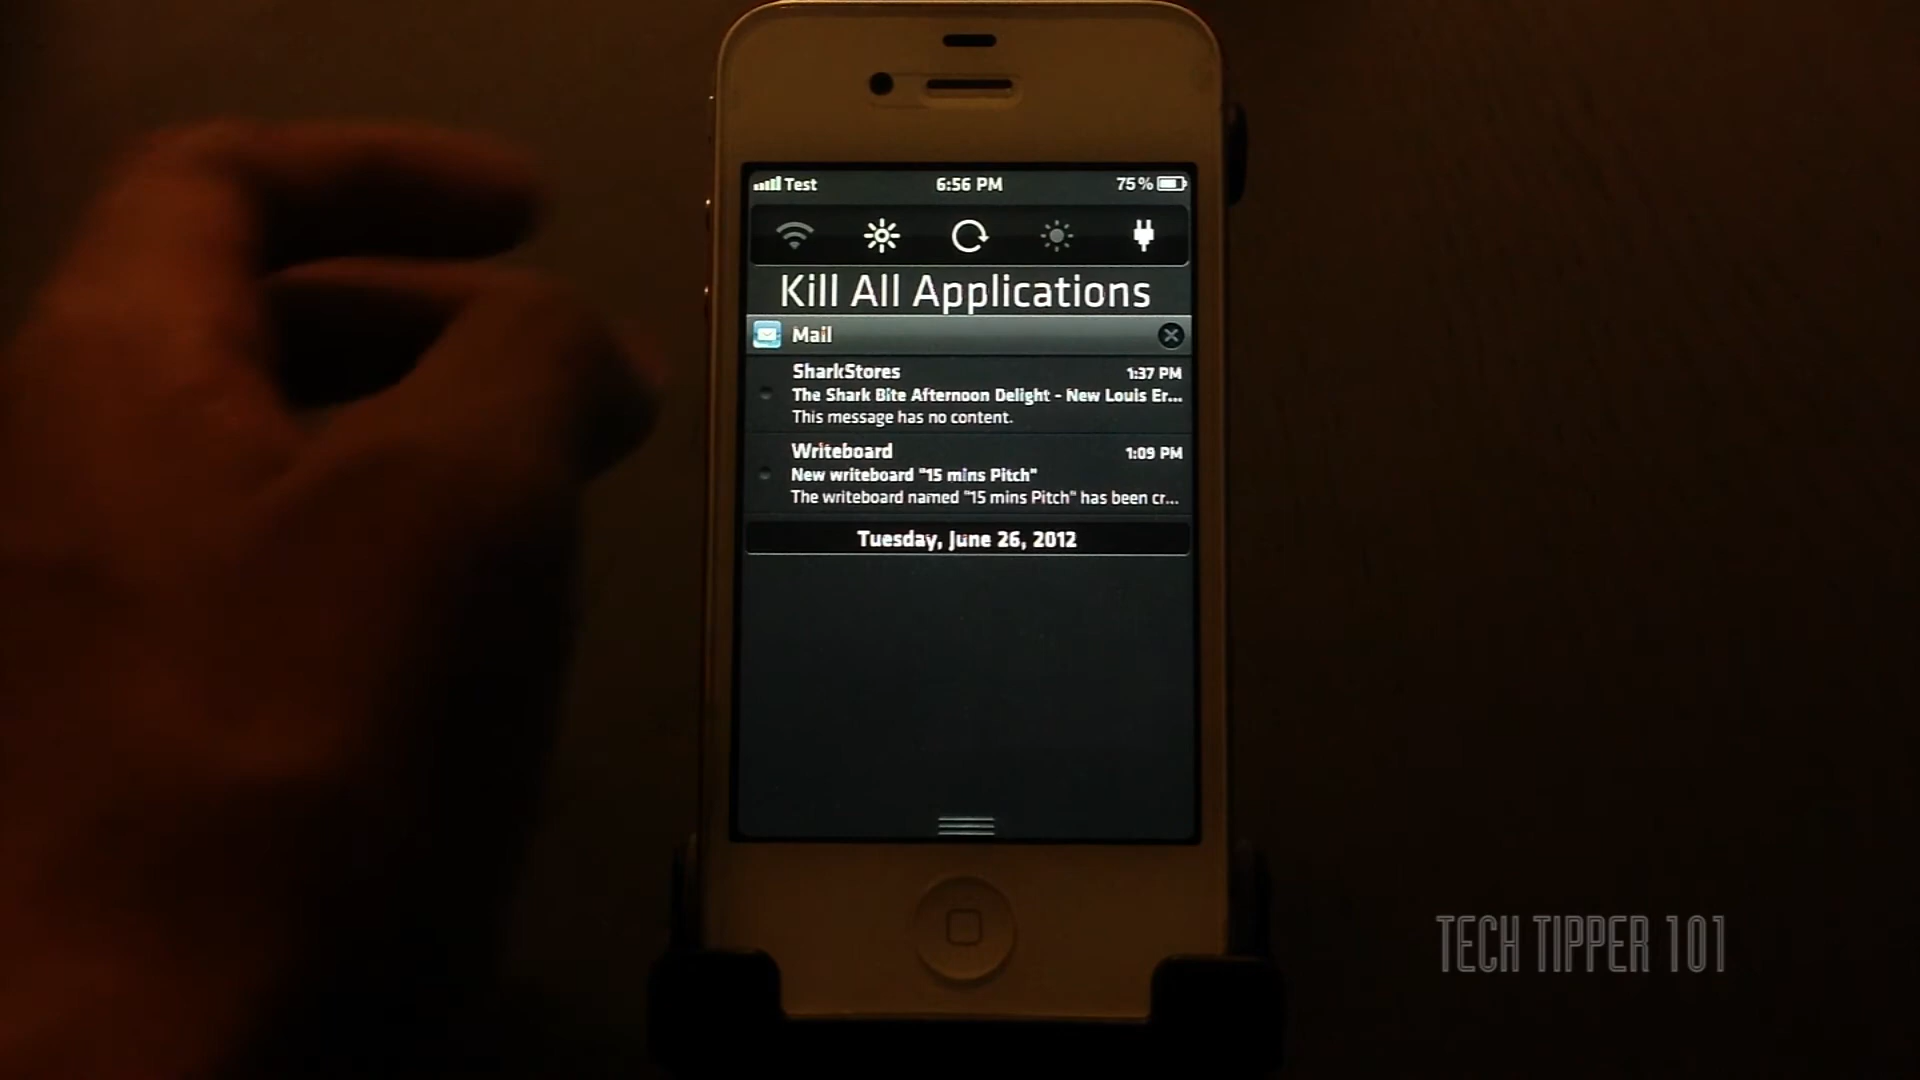 Test 6:56 PM 75%
Kill All Applications
Mail
SharkStores 1:37 PM
The Shark Bite Afternoon Delight - New Louis Er...
This message has no content.
Writeboard 1:09 PM
New writeboard "15 mins Pitch"
The writeboard named "15 mins Pitch" has been cr...
Tuesday, June 26, 2012
TECH TIPPER 101